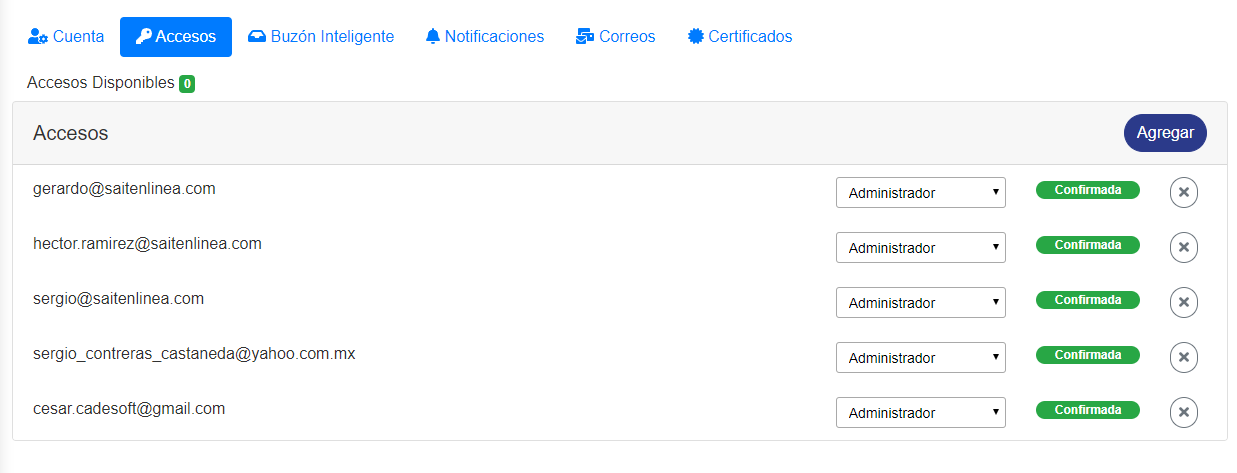 Cuenta Accesos Buzón Inteligente Notificaciones Correos Certificados
Accesos Disponibles 0
Accesos Agregar
gerardo@saitenlinea.com Administrador Confirmada
hector.ramirez@saitenlinea.com Administrador Confirmada
sergio@saitenlinea.com Administrador Confirmada
sergio_contreras_castaneda@yahoo.com.mx Administrador Confirmada
cesar.cadesoft@gmail.com Administrador Confirmada